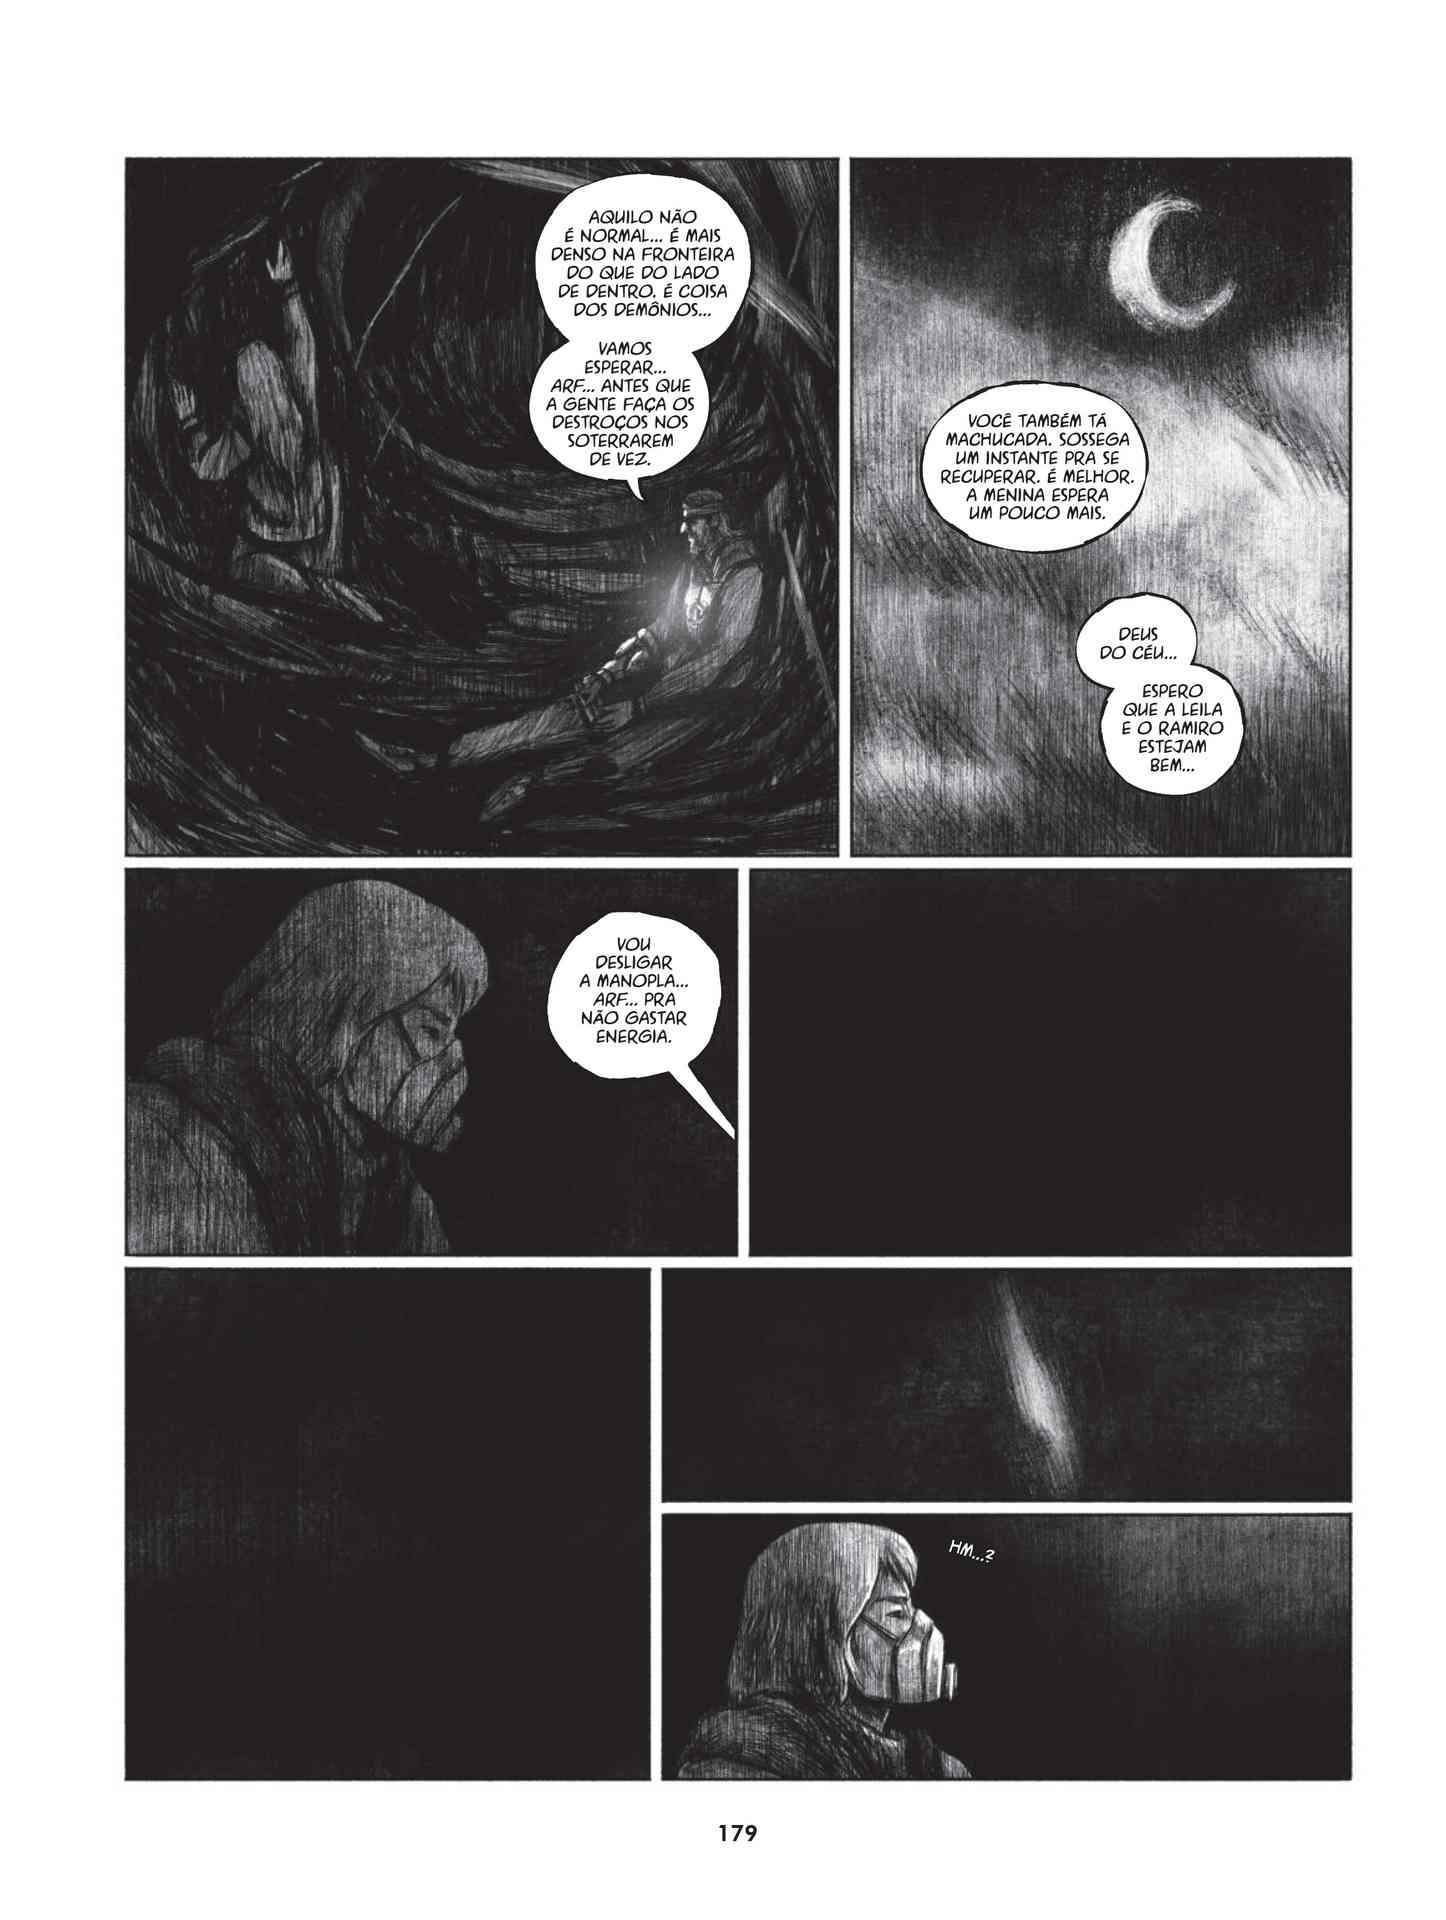 AQUILO NÃO
É NORMAL... É MAIS
DENSO NA FRONTEIRA
DO QUE DO LADO
DE DENTRO. É COISA
DOS DEMÔNIOS...
VAMOS
ESPERAR...
ARF... ANTES QUE
A GENTE FAÇA OS
DESTROÇOS NOS
SOTERRAREM
DE VEZ.
VOCÊ TAMBÉM TÁ
MACHUCADA. SOSSEGA
UM INSTANTE PRA SE
RECUPERAR. É MELHOR.
A MENINA ESPERA
UM POUCO MAIS.
DEUS
DO CÉU...
ESPERO
QUE A LEILA
E O RAMIRO
ESTEJAM
BEM...
VOU
DESLIGAR
A MANOPLA...
ARF... PRA
NÃO GASTAR
ENERGIA.
HM...?
179